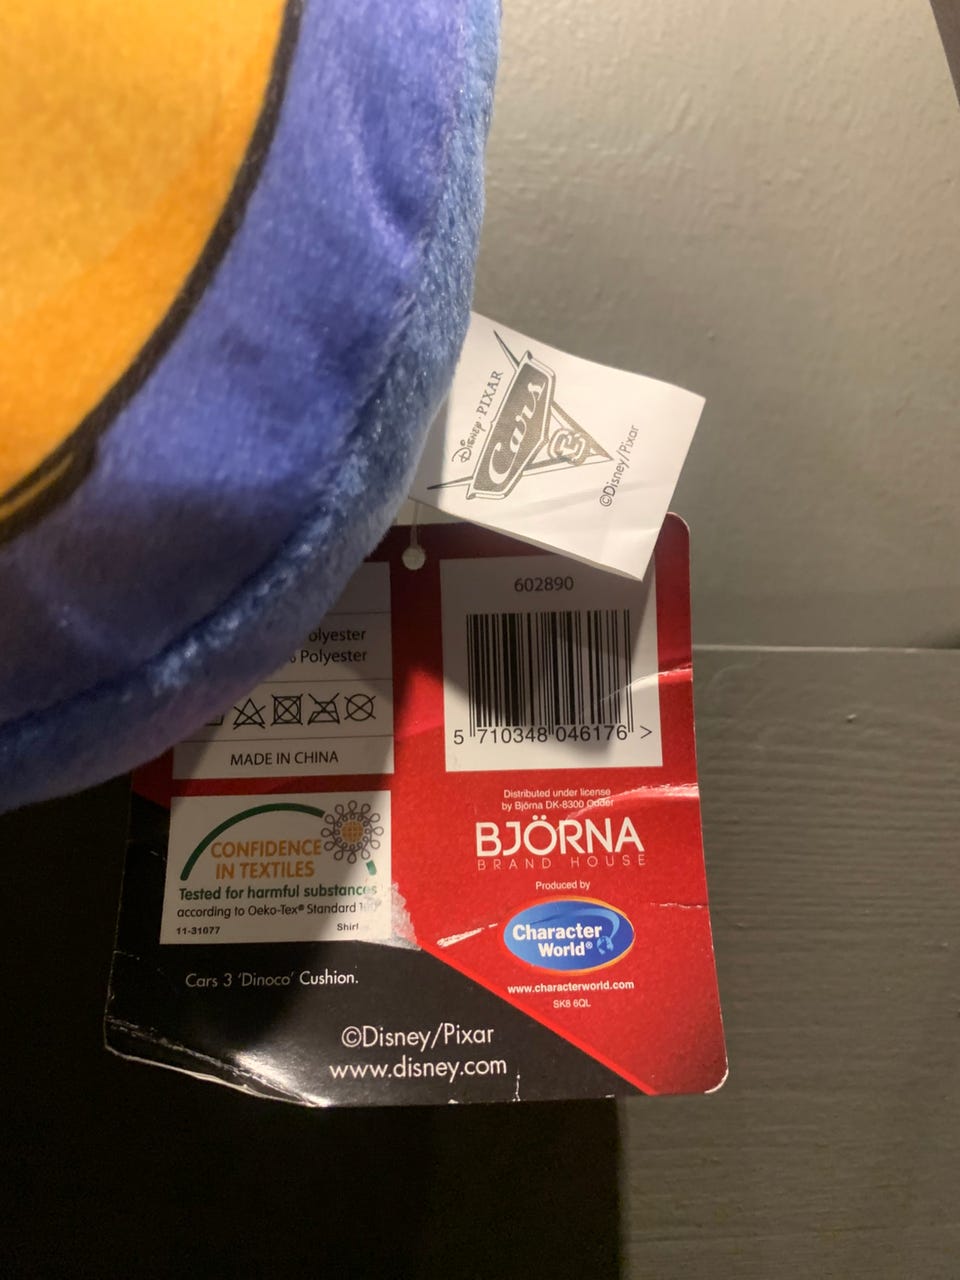 Disney·PIXAR
Cars
©Disney/Pixar
602890
olyester
% Polyester
MADE IN CHINA
5 710348 046176 >
Distributed under license
by Björna DK-8300 Odder
BJÖRNA
BRAND HOUSE
Produced by
Character
World®
www.characterworld.com
SK8 6QL
CONFIDENCE
IN TEXTILES
Tested for harmful substances
according to Oeko-Tex® Standard
11-31077 Shirl
Cars 3 'Dinoco' Cushion.
©Disney/Pixar
www.disney.com